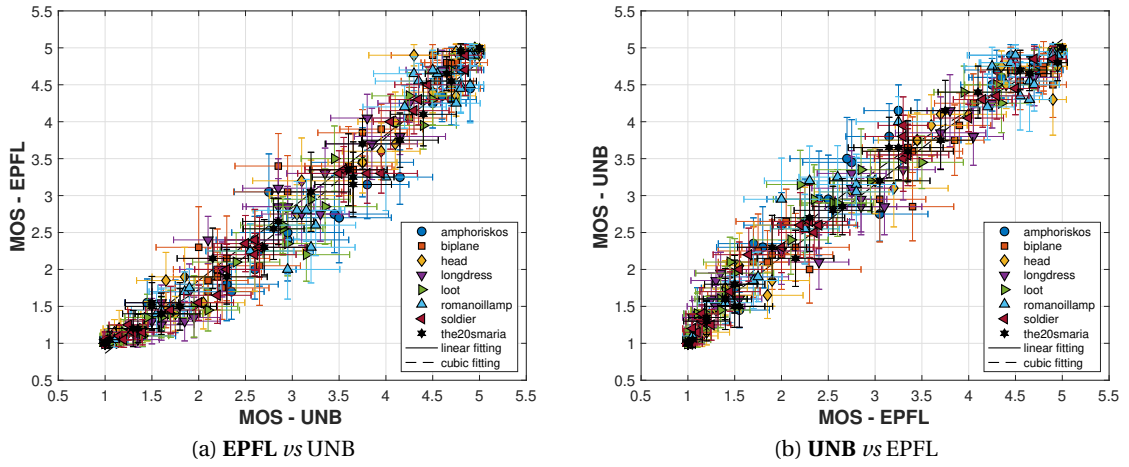 MOS - EPFL
5.5
5
4.5
4
3.5
3
2.5
2
1.5
1
0.5
amphoriskos
biplane
head
longdress
loot
romanoillamp
soldier
the20smaria
linear fitting
cubic fitting
0.5 1 1.5 2 2.5 3 3.5 4 4.5 5 5.5
MOS - UNB
(a) EPFL vs UNB
MOS - UNB
5.5
5
4.5
4
3.5
3
2.5
2
1.5
1
0.5
amphoriskos
biplane
head
longdress
loot
romanoillamp
soldier
the20smaria
linear fitting
cubic fitting
0.5 1 1.5 2 2.5 3 3.5 4 4.5 5 5.5
MOS - EPFL
(b) UNB vs EPFL